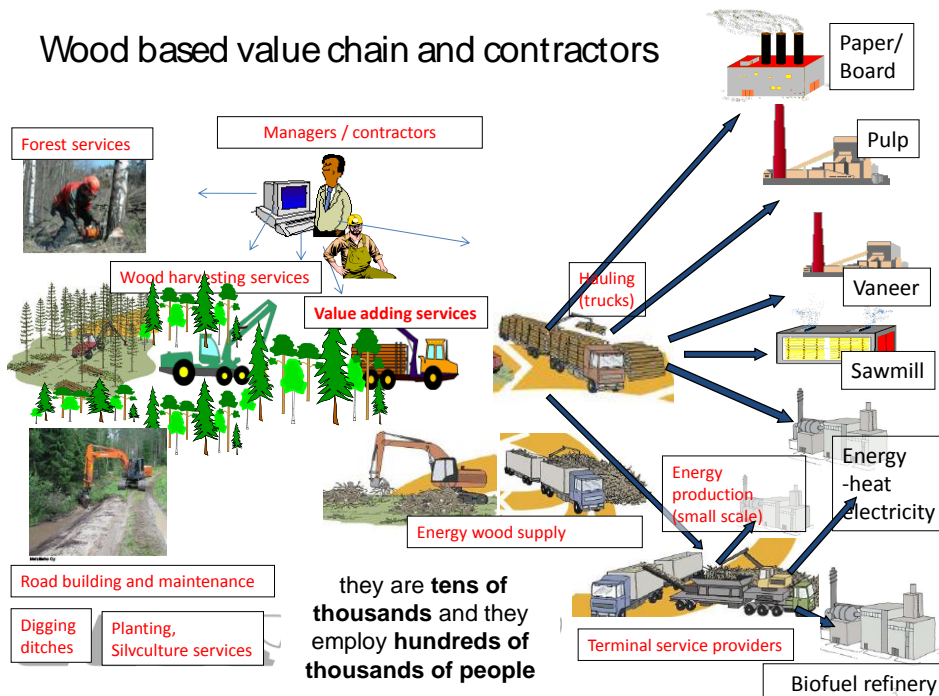 Wood based value chain and contractors
Paper/
Board
Forest services
Managers / contractors
Pulp
Wood harvesting services
Hauling
(trucks)
Vaneer
Value adding services
Sawmill
Energy
-heat
electricity
Energy
production
(small scale)
Energy wood supply
Road building and maintenance
they are tens of
thousands and they
employ hundreds of
thousands of people
Digging
ditches
Planting,
Silvculture services
Terminal service providers
Biofuel refinery